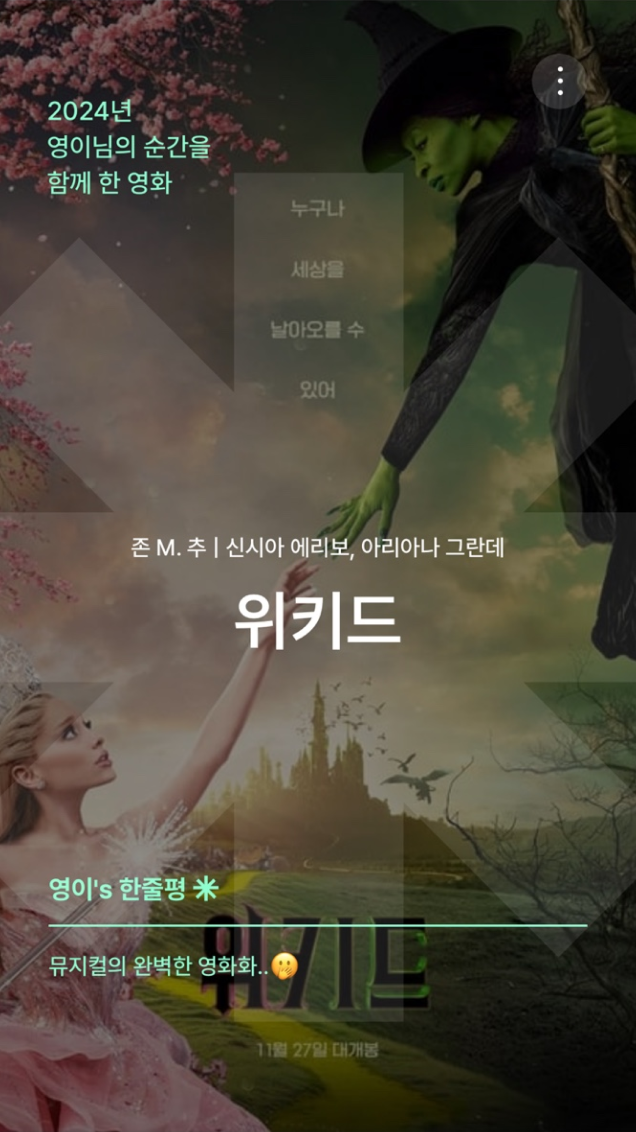 2024년
영이님의 순간을
함께 한 영화
누구나
세상을
날아오를 수
있어
존 M. 추 | 신시아 에리보, 아리아나 그란데
위키드
영이's 한줄평 ✳
뮤지컬의 완벽한 영화화..🫢
위키드
11월 27일 대개봉